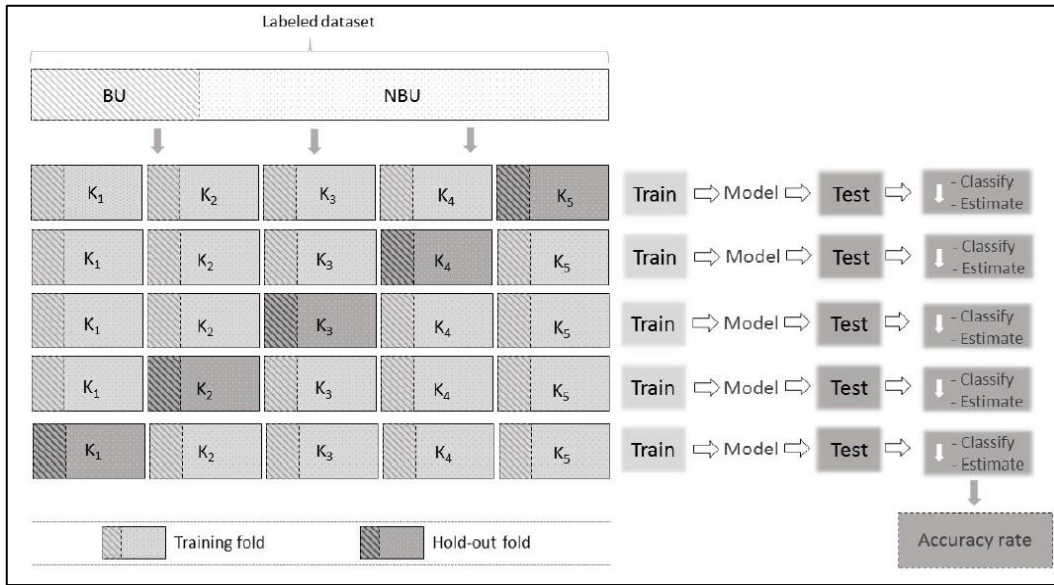 Labeled dataset
BU NBU
K₁ K₂ K₃ K₄ K₅ Train Model Test - Classify
- Estimate
K₁ K₂ K₃ K₄ K₅ Train Model Test - Classify
- Estimate
K₁ K₂ K₃ K₄ K₅ Train Model Test - Classify
- Estimate
K₁ K₂ K₃ K₄ K₅ Train Model Test - Classify
- Estimate
K₁ K₂ K₃ K₄ K₅ Train Model Test - Classify
- Estimate
Training fold Hold-out fold
Accuracy rate